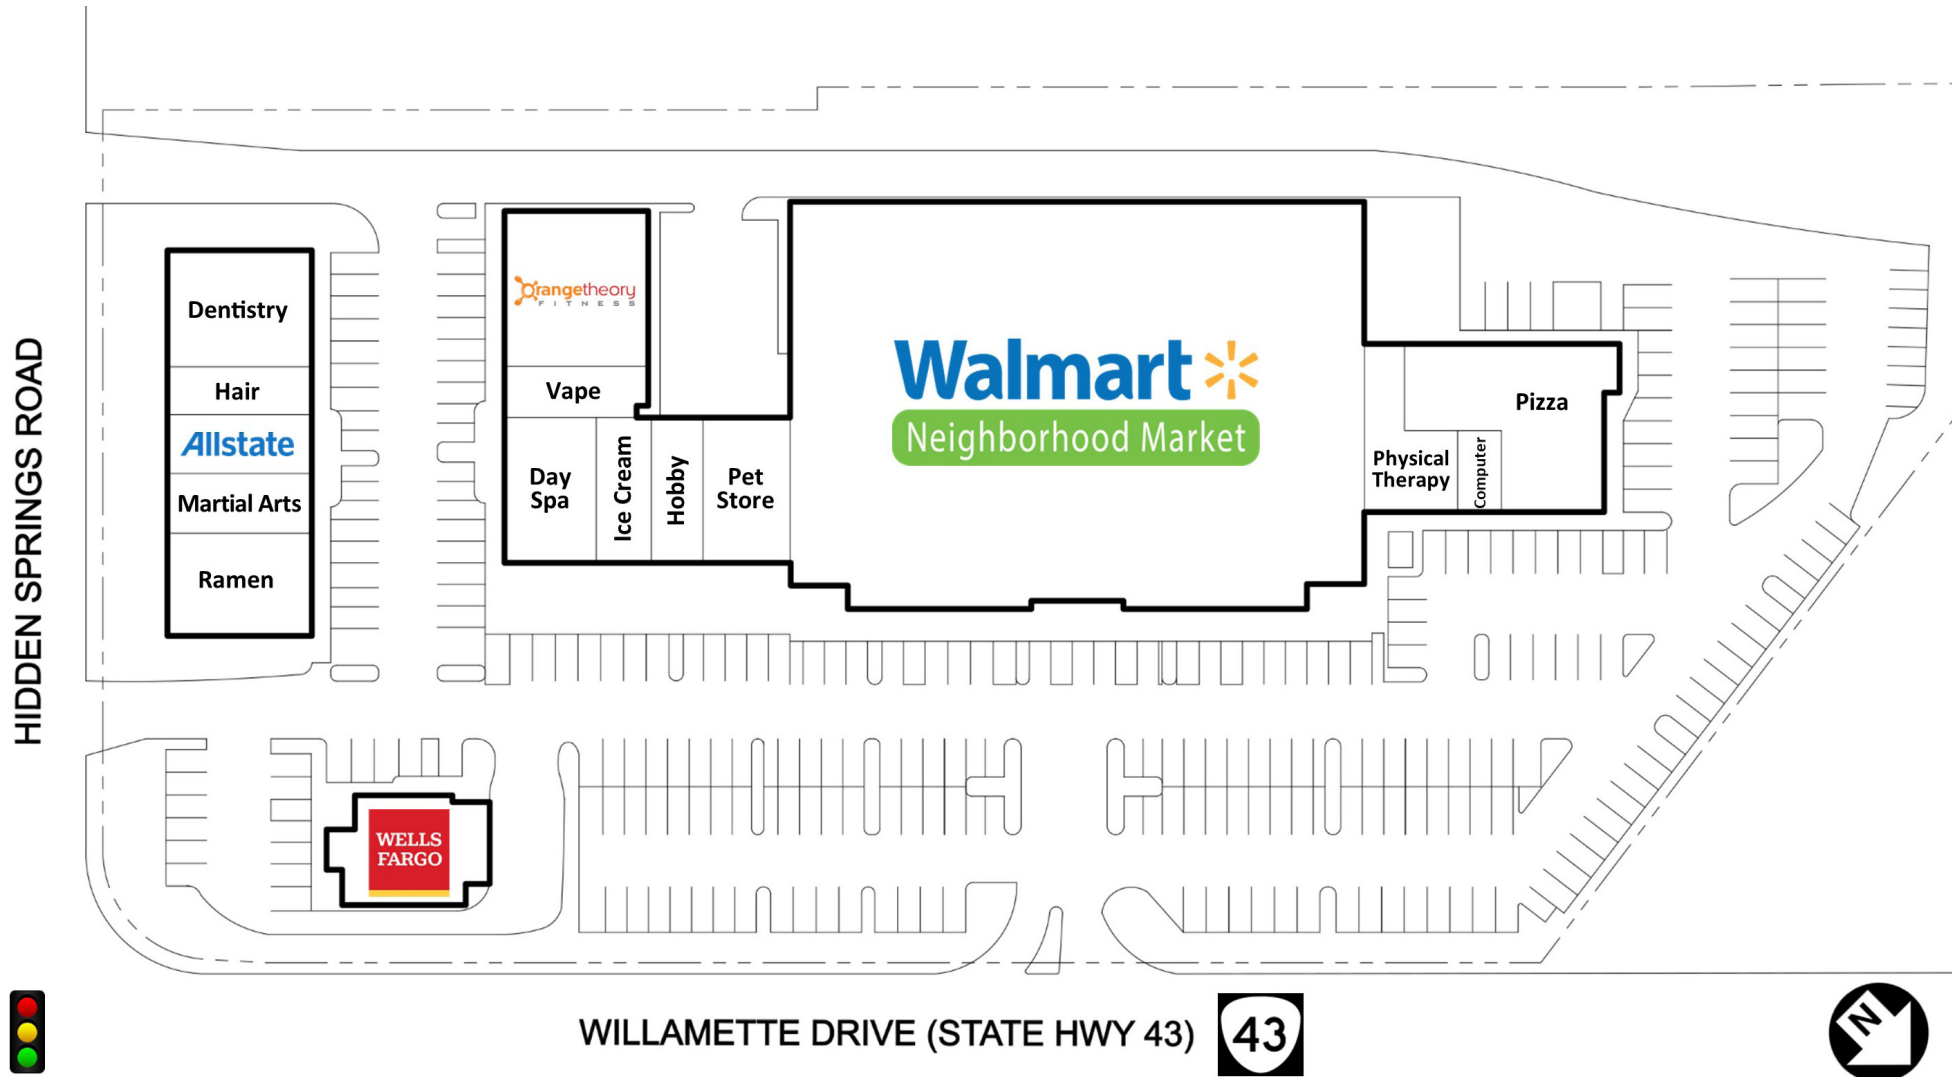 HIDDEN SPRINGS ROAD
Dentistry
Hair
Allstate
Martial Arts
Ramen
Orangetheory
FITNESS
Vape
Day
Spa
Ice Cream
Hobby
Pet
Store
Walmart
Neighborhood Market
Physical
Therapy
Computer
Pizza
WELLS
FARGO
WILLAMETTE DRIVE (STATE HWY 43)
43
N